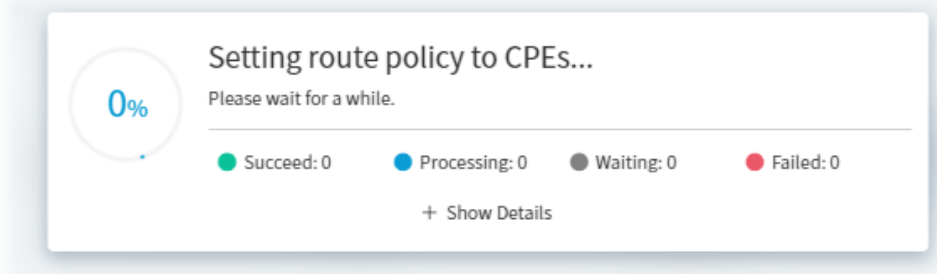 Setting route policy to CPEs...
0%
Please wait for a while.
Succeed: 0 Processing: 0 Waiting: 0 Failed: 0
+ Show Details